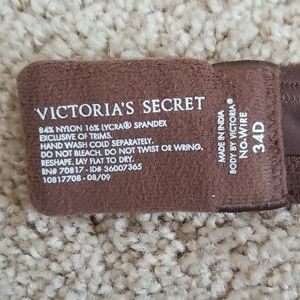 VICTORIA'S SECRET
84% NYLON 16% LYCRA® SPANDEX
EXCLUSIVE OF TRIMS.
HAND WASH COLD SEPARATELY.
DO NOT BLEACH. DO NOT TWIST OR WRING,
RESHAPE, LAY FLAT TO DRY.
RN# 70817 - ID# 36007365
10817708 - 08/09
MADE IN INDIA
BODY BY VICTORIA®
NO-WIRE
34D